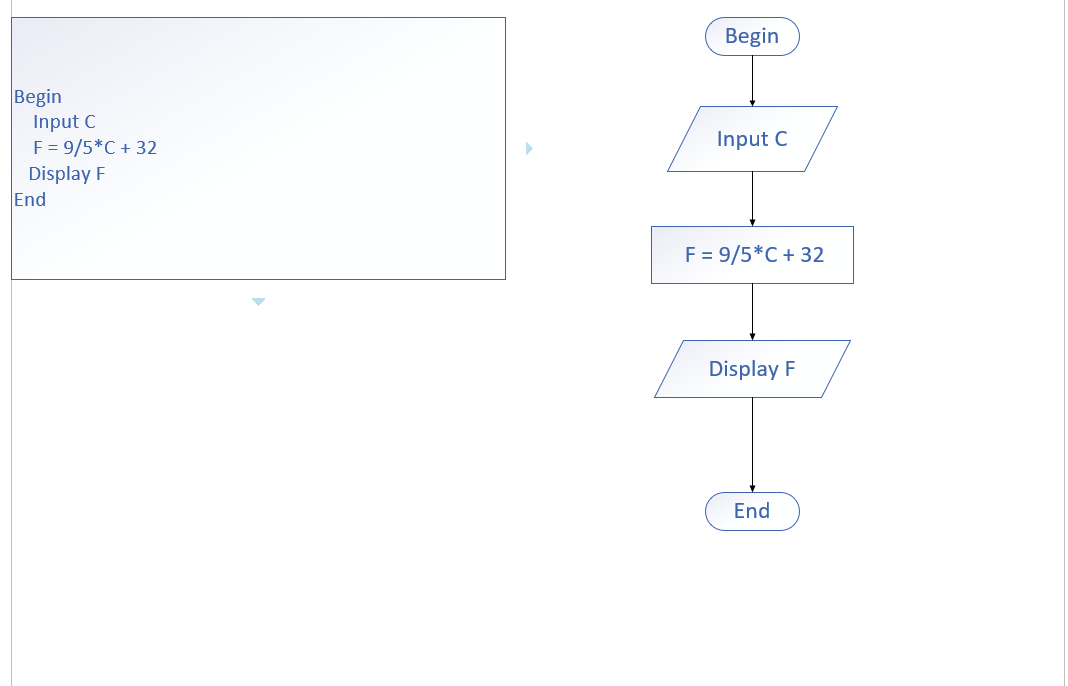 Begin
Input C
F = 9/5*C + 32
Display F
End
Begin
Input C
F = 9/5*C + 32
Display F
End